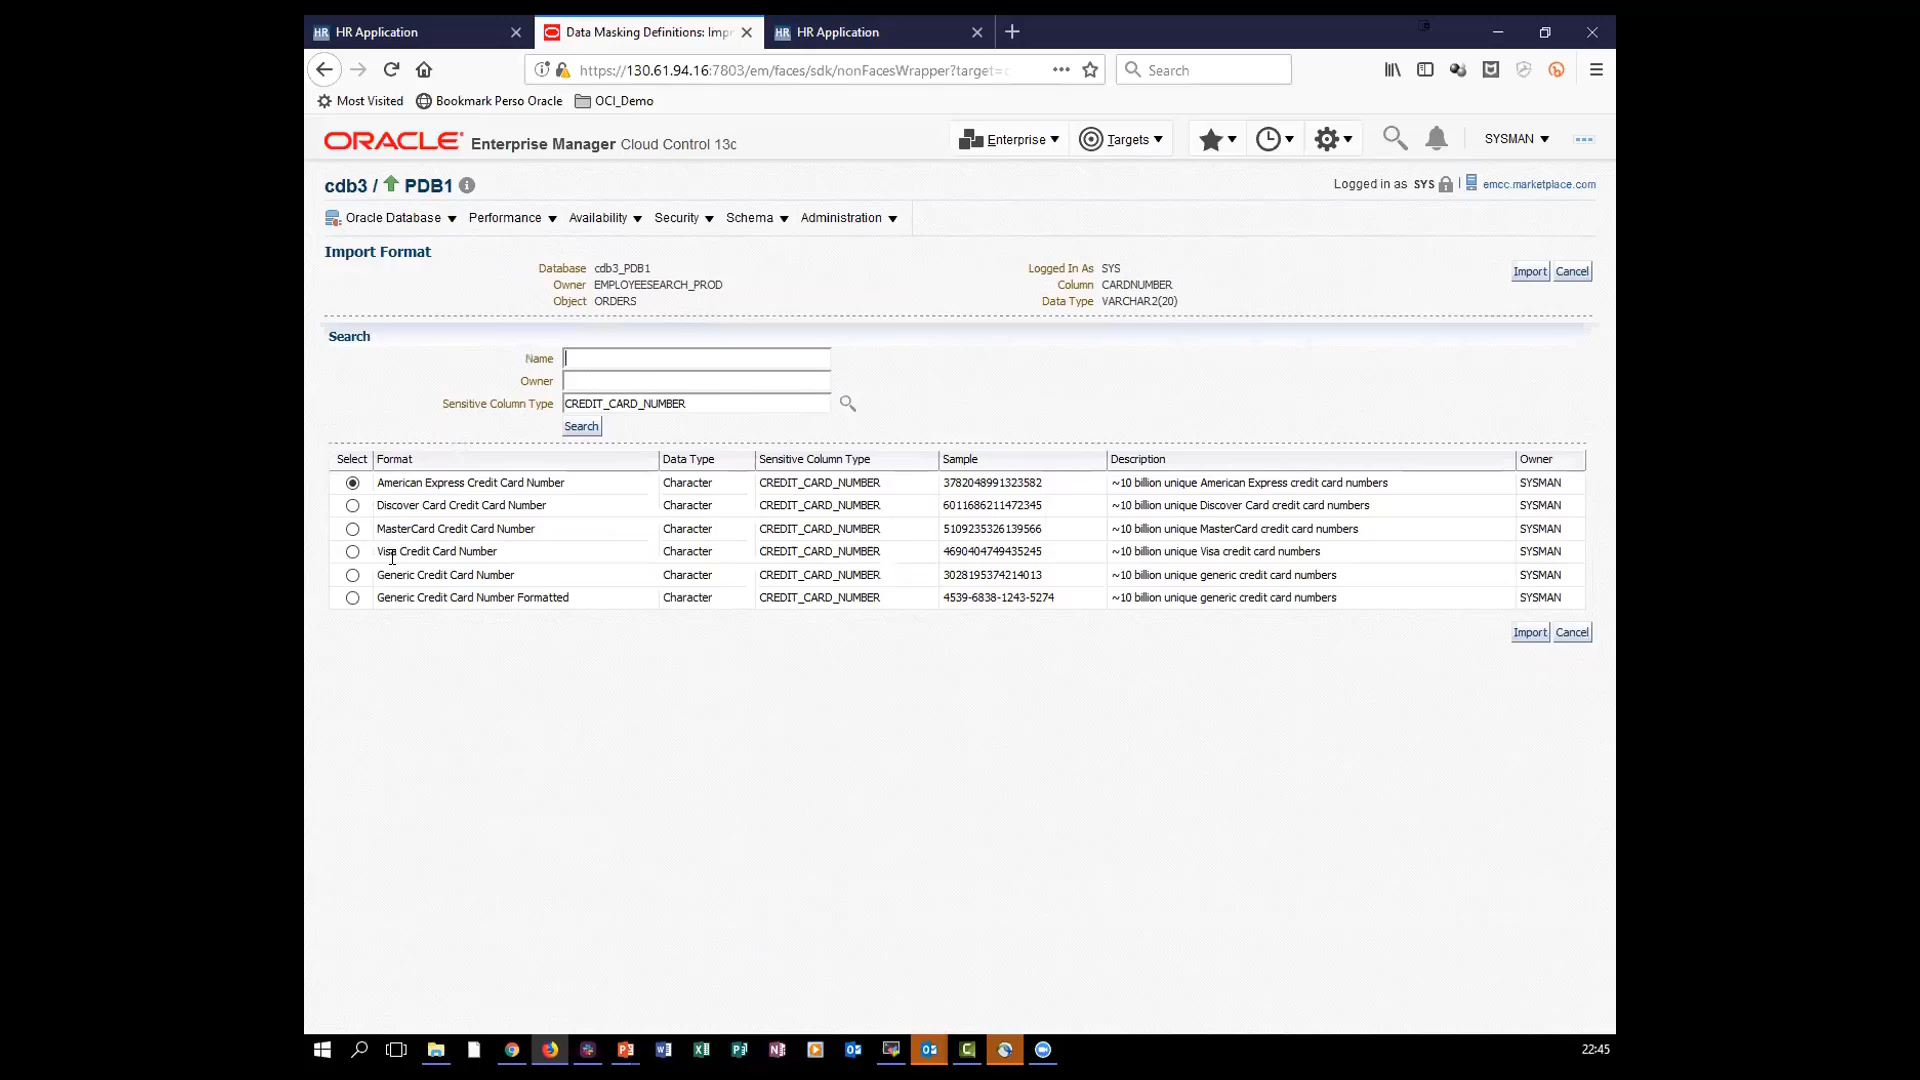 HR Application
Data Masking Definitions: Imp
HR Application
https://130.61.94.16:7803/em/faces/sdk/nonFacesWrapper?target=c
Search
Most Visited Bookmark Perso Oracle OCI_Demo
ORACLE Enterprise Manager Cloud Control 13c
Enterprise Targets SYSMAN
cdb3 / PDB1
Logged in as SYS emcc.marketplace.com
Oracle Database Performance Availability Security Schema Administration
Import Format
Database cdb3_PDB1
Owner EMPLOYEESEARCH_PROD
Object ORDERS
Logged In As SYS
Column CARDNUMBER
Data Type VARCHAR2(20)
Import Cancel
Search
Name
Owner
Sensitive Column Type CREDIT_CARD_NUMBER
Search
Select Format Data Type Sensitive Column Type Sample Description Owner
American Express Credit Card Number Character CREDIT_CARD_NUMBER 3782048991323582 ~10 billion unique American Express credit card numbers SYSMAN
Discover Card Credit Card Number Character CREDIT_CARD_NUMBER 6011686211472345 ~10 billion unique Discover Card credit card numbers SYSMAN
MasterCard Credit Card Number Character CREDIT_CARD_NUMBER 5109235326139566 ~10 billion unique MasterCard credit card numbers SYSMAN
Visa Credit Card Number Character CREDIT_CARD_NUMBER 4690404749435245 ~10 billion unique Visa credit card numbers SYSMAN
Generic Credit Card Number Character CREDIT_CARD_NUMBER 3028195374214013 ~10 billion unique generic credit card numbers SYSMAN
Generic Credit Card Number Formatted Character CREDIT_CARD_NUMBER 4539-6838-1243-5274 ~10 billion unique generic credit card numbers SYSMAN
Import Cancel
22:45